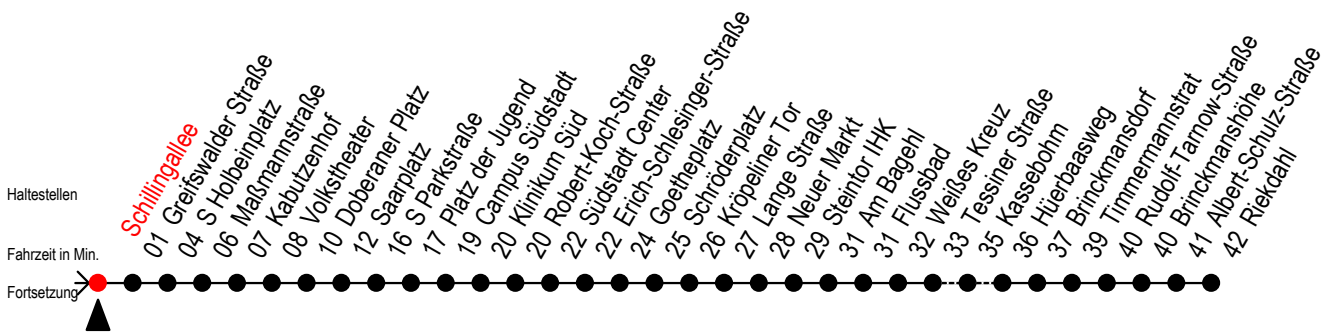 Haltestellen
Fahrzeit in Min.
Fortsetzung
Schillingallee
01 Greifswalder Straße
04 S Holbeinplatz
06 Maßmannstraße
07 Kabutzenhof
08 Volkstheater
10 Doberaner Platz
12 Saarplatz
16 S Parkstraße
17 Platz der Jugend
19 Campus Südstadt
20 Klinikum Süd
20 Robert-Koch-Straße
22 Südstadt Center
22 Erich-Schlesinger-Straße
24 Goetheplatz
25 Schröderplatz
26 Kröpeliner Tor
27 Lange Straße
28 Neuer Markt
29 Steintor IHK
31 Am Bagehl
31 Flussbad
32 Weißes Kreuz
33 Tessiner Straße
35 Kassebohm
36 Hüerbaasweg
37 Brinckmansdorf
39 Timmermannstrat
40 Rudolf-Tarnow-Straße
40 Brinckmanshöhe
41 Albert-Schulz-Straße
42 Riekdahl